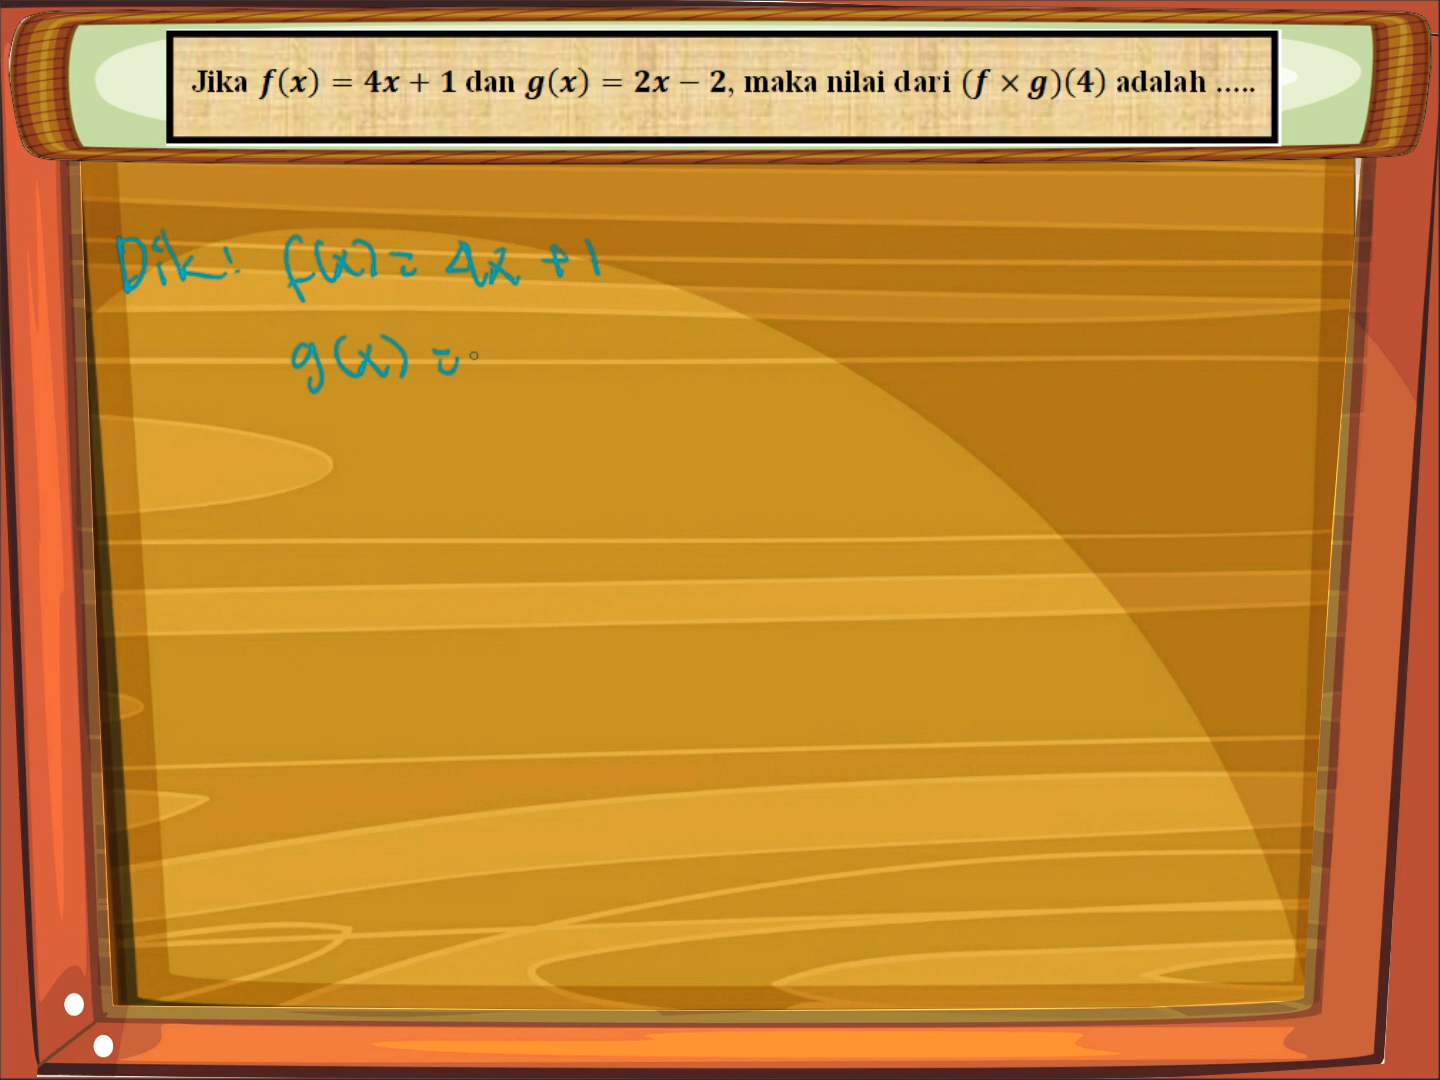 Jika f(x) = 4x + 1 dan g(x) = 2x − 2, maka nilai dari (f × g)(4) adalah .....
Dik: f(x) = 4x + 1
g(x) =